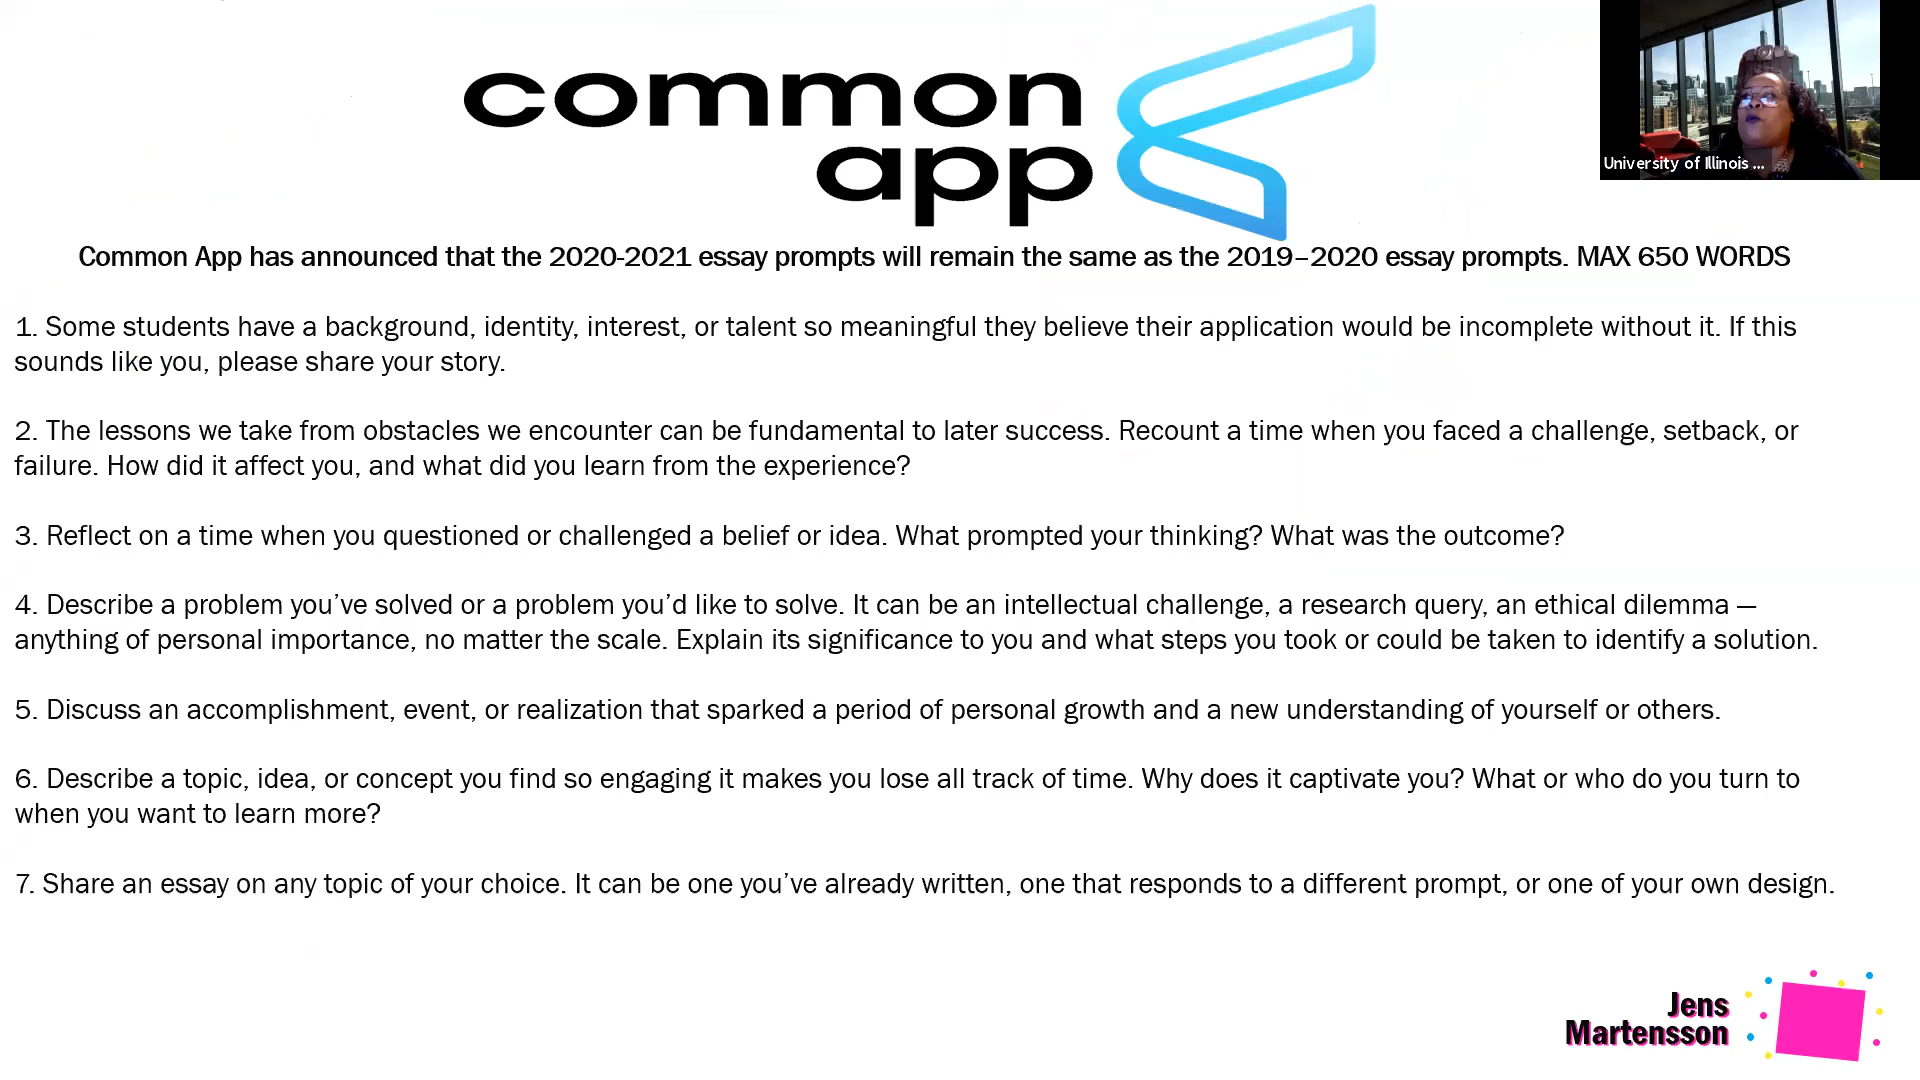 common
app
University of Illinois ...
Common App has announced that the 2020-2021 essay prompts will remain the same as the 2019–2020 essay prompts. MAX 650 WORDS
1. Some students have a background, identity, interest, or talent so meaningful they believe their application would be incomplete without it. If this
sounds like you, please share your story.
2. The lessons we take from obstacles we encounter can be fundamental to later success. Recount a time when you faced a challenge, setback, or
failure. How did it affect you, and what did you learn from the experience?
3. Reflect on a time when you questioned or challenged a belief or idea. What prompted your thinking? What was the outcome?
4. Describe a problem you’ve solved or a problem you’d like to solve. It can be an intellectual challenge, a research query, an ethical dilemma —
anything of personal importance, no matter the scale. Explain its significance to you and what steps you took or could be taken to identify a solution.
5. Discuss an accomplishment, event, or realization that sparked a period of personal growth and a new understanding of yourself or others.
6. Describe a topic, idea, or concept you find so engaging it makes you lose all track of time. Why does it captivate you? What or who do you turn to
when you want to learn more?
7. Share an essay on any topic of your choice. It can be one you’ve already written, one that responds to a different prompt, or one of your own design.
Jens
Martensson